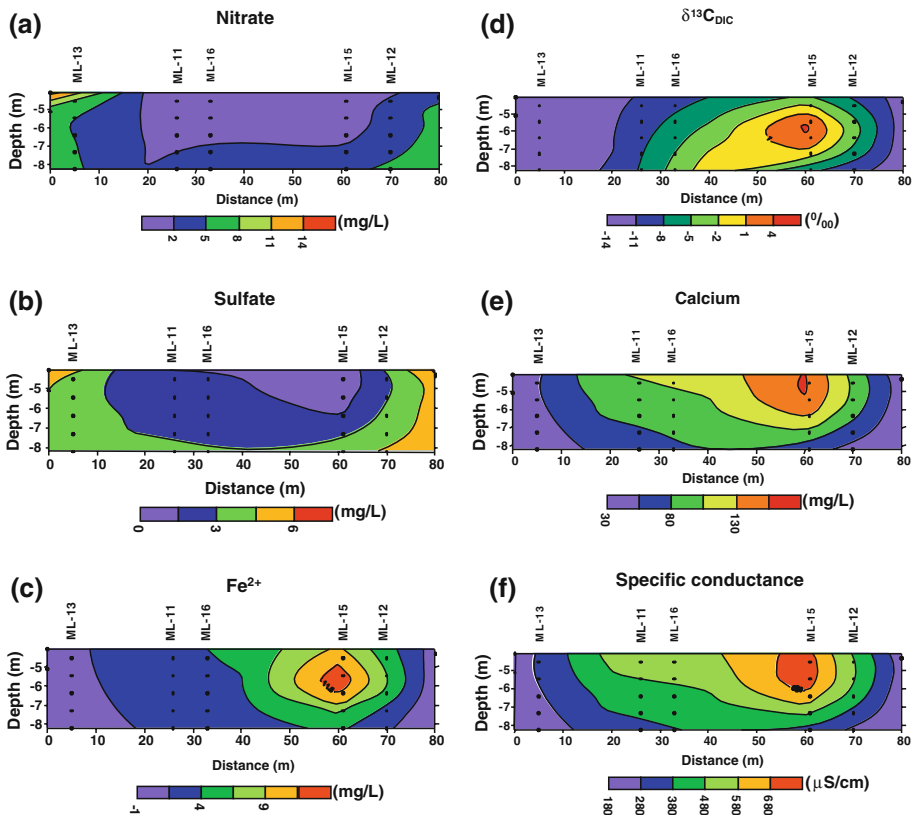 (a)
Nitrate
ML-13
ML-11
ML-16
ML-15
ML-12
Depth (m)
-5
-6
-7
-8
0 10 20 30 40 50 60 70 80
Distance (m)
2 5 8 11 14
(mg/L)
(b)
Sulfate
ML-13
ML-11
ML-16
ML-15
ML-12
Depth (m)
-5
-6
-7
-8
0 10 20 30 40 50 60 70 80
Distance (m)
0 3 6
(mg/L)
(c)
Fe²⁺
ML-13
ML-11
ML-16
ML-15
ML-12
Depth (m)
-5
-6
-7
-8
0 10 20 30 40 50 60 70 80
Distance (m)
-1 4 9
(mg/L)
(d)
δ¹³C_DIC
ML-13
ML-11
ML-16
ML-15
ML-12
Depth (m)
-5
-6
-7
-8
0 10 20 30 40 50 60 70 80
Distance (m)
-14 -11 -8 -5 -2 1 4
(⁰/₀₀)
(e)
Calcium
ML-13
ML-11
ML-16
ML-15
ML-12
Depth (m)
-5
-6
-7
-8
0 10 20 30 40 50 60 70 80
Distance (m)
30 80 130
(mg/L)
(f)
Specific conductance
ML-13
ML-11
ML-16
ML-15
ML-12
Depth (m)
-5
-6
-7
-8
0 10 20 30 40 50 60 70 80
Distance (m)
180 280 380 480 580 680
(μS/cm)